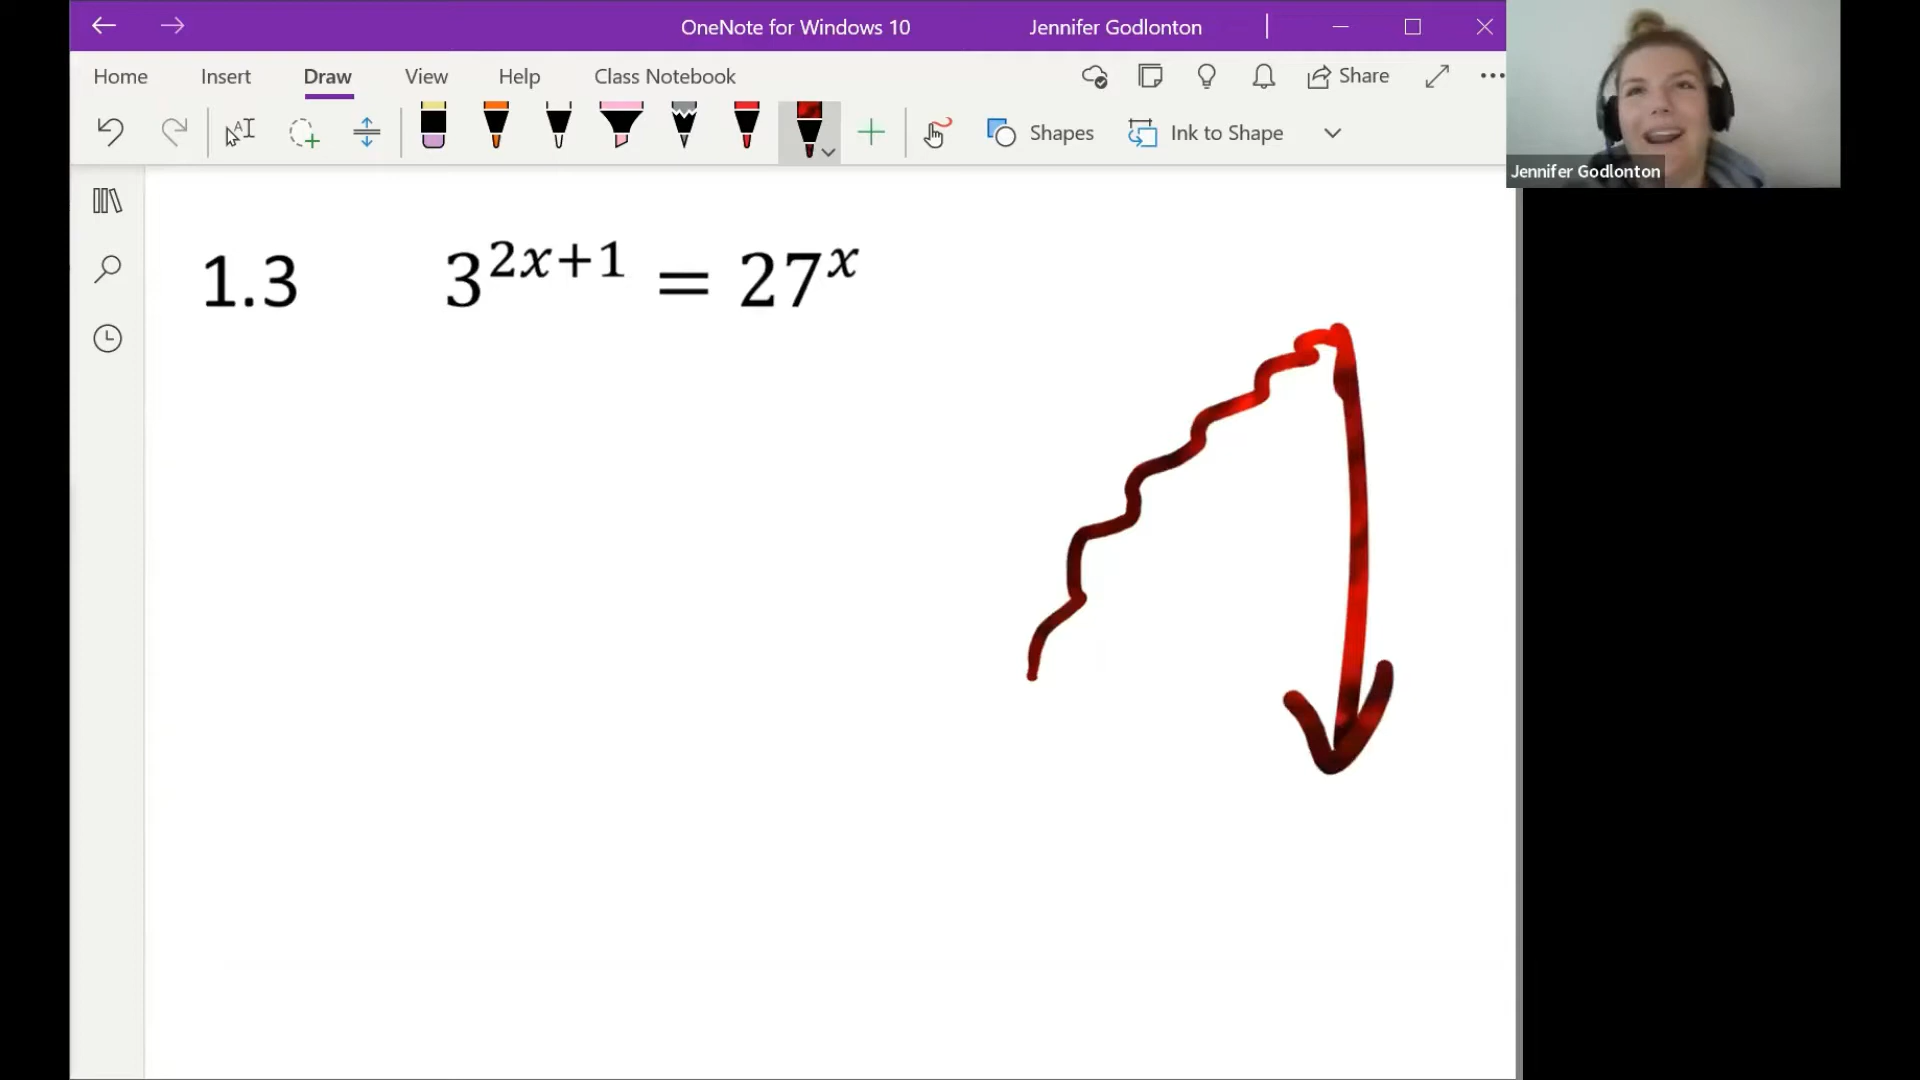 OneNote for Windows 10
Jennifer Godlonton
Home Insert Draw View Help Class Notebook
Share
Shapes
Ink to Shape
Jennifer Godlonton
1.3 3^{2x+1} = 27^x